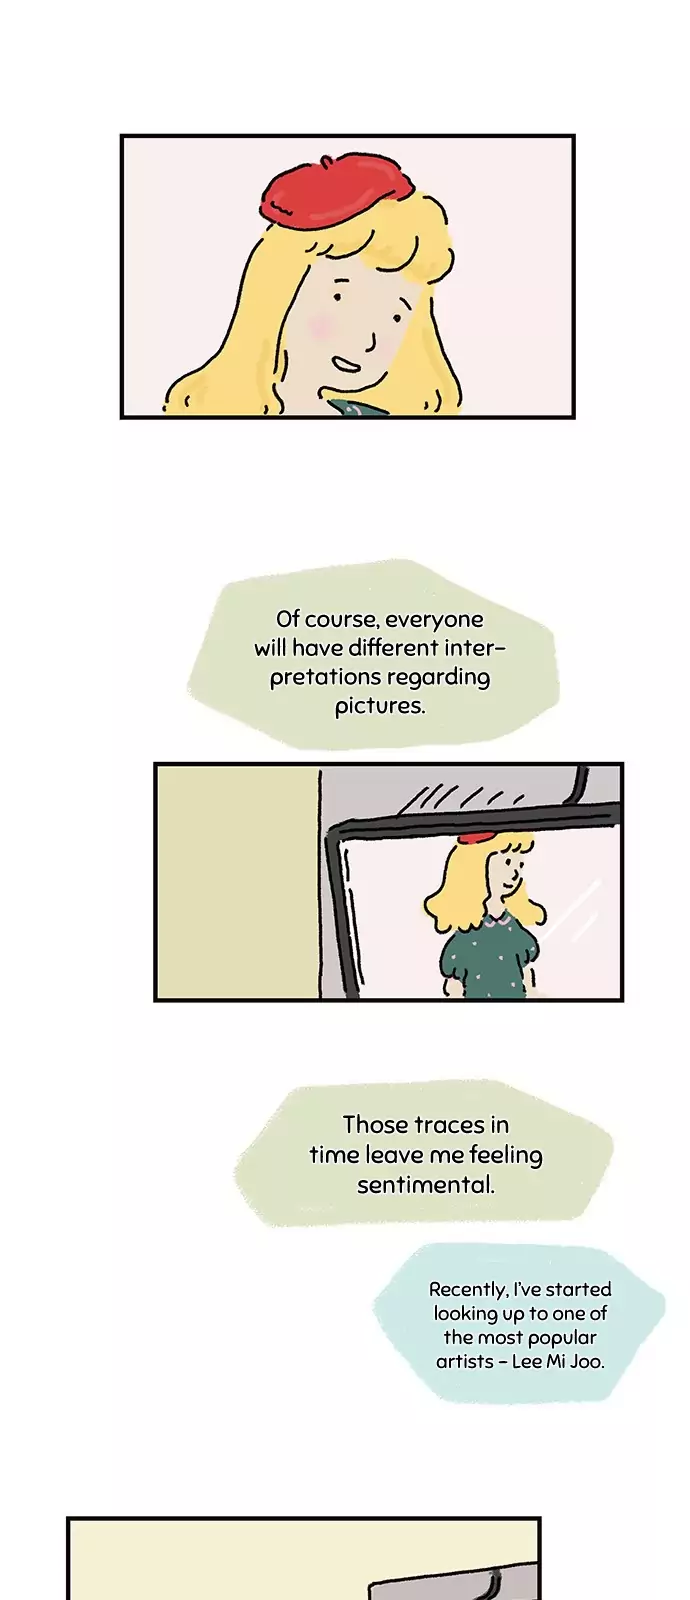 Of course, everyone
will have different inter-
pretations regarding
pictures.
Those traces in
time leave me feeling
sentimental.
Recently, I've started
looking up to one of
the most popular
artists - Lee Mi Joo.